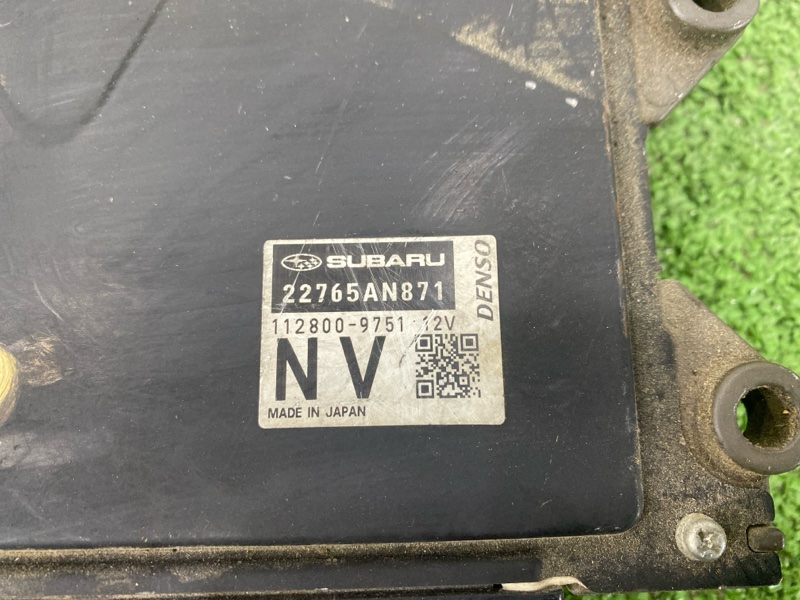 SUBARU
22765AN871
DENSO
112800-9751 12V
NV
MADE IN JAPAN